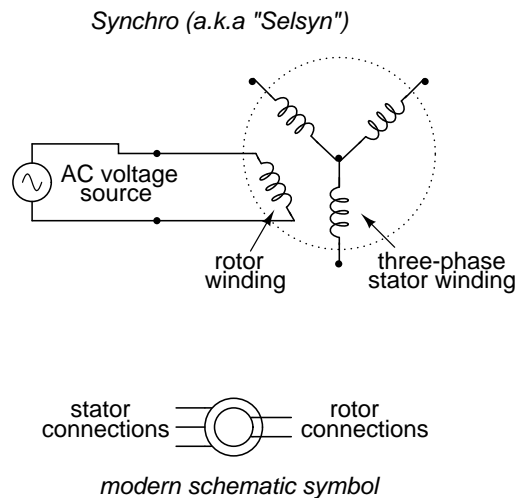 Synchro (a.k.a "Selsyn")
AC voltage
source
rotor
winding
three-phase
stator winding
stator
connections
rotor
connections
modern schematic symbol